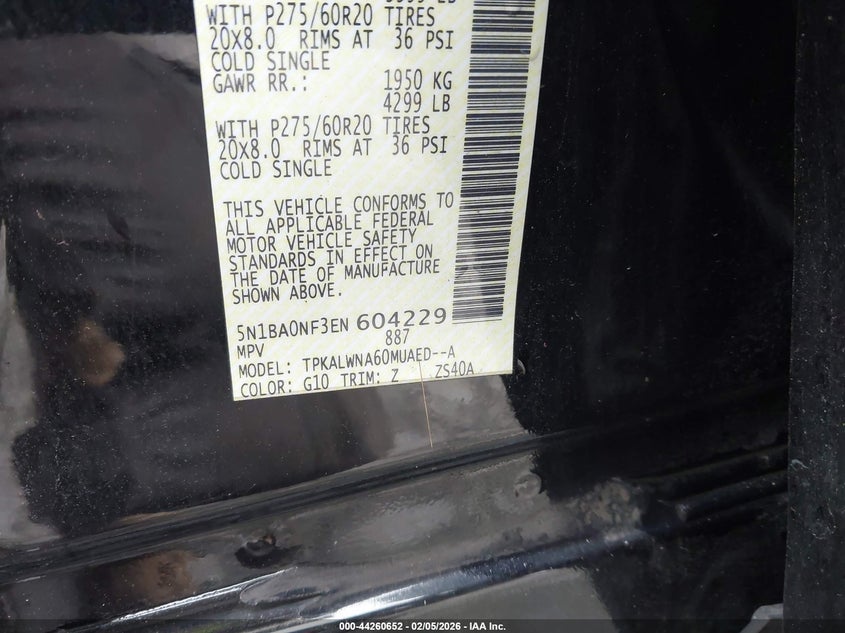 WITH P275/60R20 TIRES
20X8.0 RIMS AT 36 PSI
COLD SINGLE
GAWR RR.: 1950 KG
4299 LB
WITH P275/60R20 TIRES
20X8.0 RIMS AT 36 PSI
COLD SINGLE
THIS VEHICLE CONFORMS TO
ALL APPLICABLE FEDERAL
MOTOR VEHICLE SAFETY
STANDARDS IN EFFECT ON
THE DATE OF MANUFACTURE
SHOWN ABOVE.
5N1BA0NF3EN 604229
MPV 887
MODEL: TPKALWNA60MUAED--A
COLOR: G10 TRIM: Z ZS40A
000-44260652 - 02/05/2026 - IAA Inc.